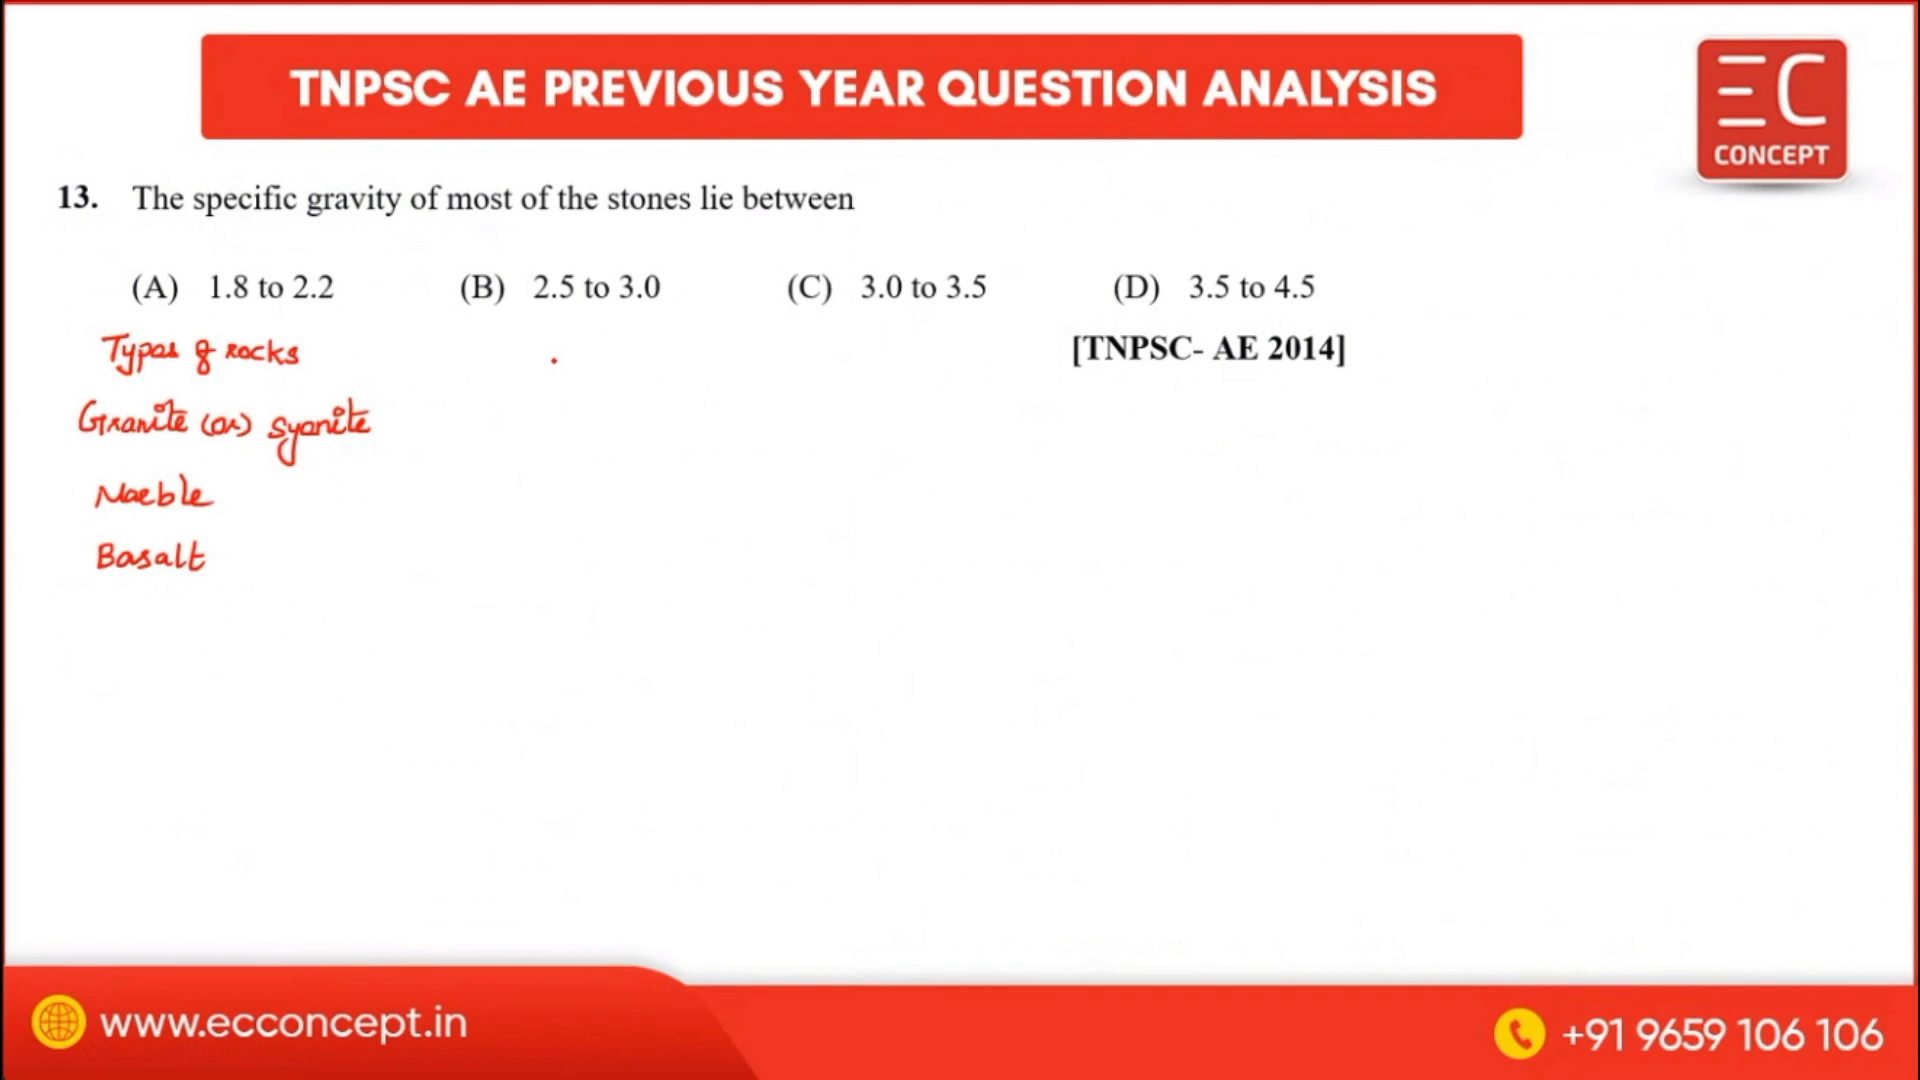 TNPSC AE PREVIOUS YEAR QUESTION ANALYSIS
EC
CONCEPT
13. The specific gravity of most of the stones lie between
(A) 1.8 to 2.2 (B) 2.5 to 3.0 (C) 3.0 to 3.5 (D) 3.5 to 4.5
Types of rocks
[TNPSC- AE 2014]
Granite (or) Syanite
Marble
Basalt
www.ecconcept.in
+91 9659 106 106